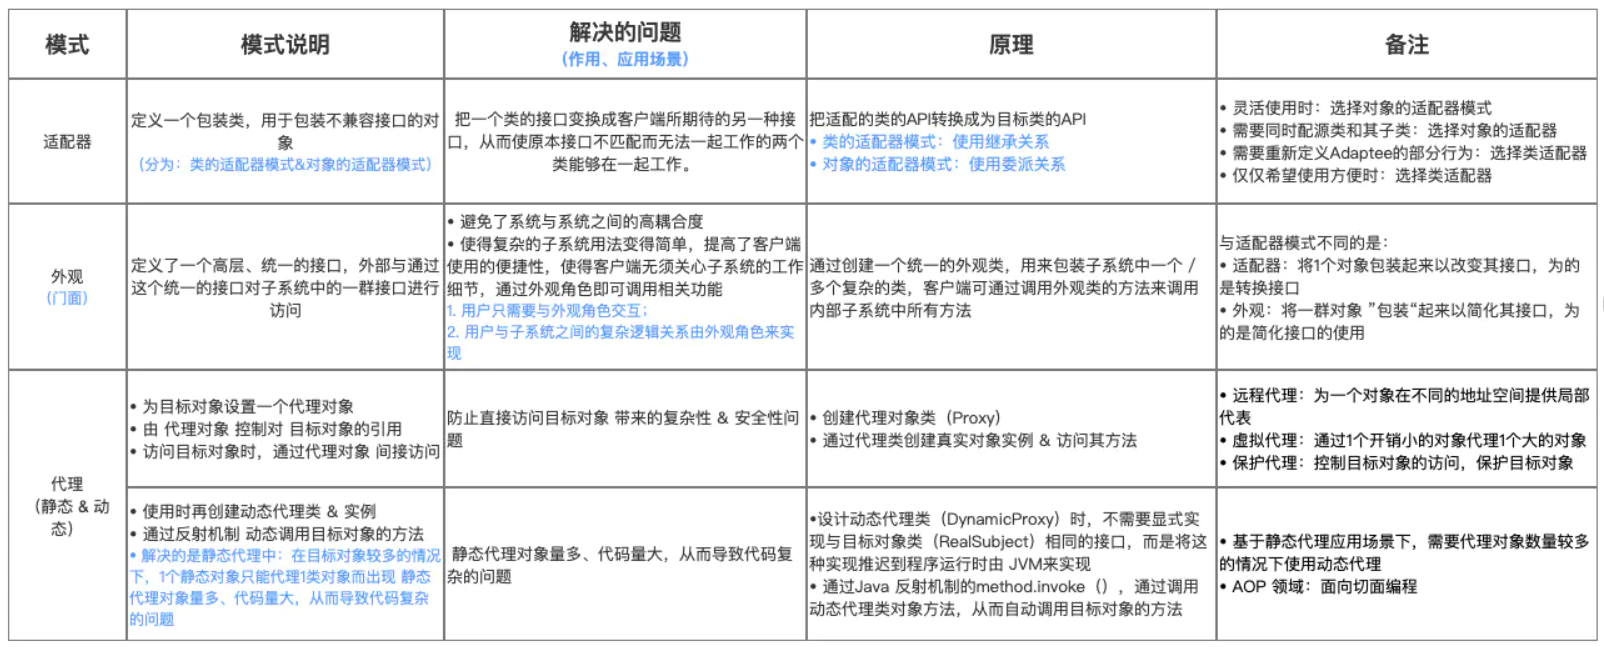 模式
模式说明
解决的问题
（作用、应用场景）
原理
备注
适配器
定义一个包装类，用于包装不兼容接口的对
象
（分为：类的适配器模式&对象的适配器模式）
把一个类的接口变换成客户端所期待的另一种接
口，从而使原本接口不匹配而无法一起工作的两个
类能够在一起工作。
把适配的类的API转换成为目标类的API
• 类的适配器模式：使用继承关系
• 对象的适配器模式：使用委派关系
• 灵活使用时：选择对象的适配器模式
• 需要同时配源类和其子类：选择对象的适配器
• 需要重新定义Adaptee的部分行为：选择类适配器
• 仅仅希望使用方便时：选择类适配器
外观
（门面）
定义了一个高层、统一的接口，外部与通过
这个统一的接口对子系统中的一群接口进行
访问
• 避免了系统与系统之间的高耦合度
• 使得复杂的子系统用法变得简单，提高了客户端
使用的便捷性，使得客户端无须关心子系统的工作
细节，通过外观角色即可调用相关功能
1. 用户只需要与外观角色交互；
2. 用户与子系统之间的复杂逻辑关系由外观角色来实
现
通过创建一个统一的外观类，用来包装子系统中一个 /
多个复杂的类，客户端可通过调用外观类的方法来调用
内部子系统中所有方法
与适配器模式不同的是：
• 适配器：将1个对象包装起来以改变其接口，为的
是转换接口
• 外观：将一群对象 ”包装“起来以简化其接口，为
的是简化接口的使用
代理
（静态 & 动
态）
• 为目标对象设置一个代理对象
• 由 代理对象 控制对 目标对象的引用
• 访问目标对象时，通过代理对象 间接访问
防止直接访问目标对象 带来的复杂性 & 安全性问
题
• 创建代理对象类（Proxy）
• 通过代理类创建真实对象实例 & 访问其方法
• 远程代理：为一个对象在不同的地址空间提供局部
代表
• 虚拟代理：通过1个开销小的对象代理1个大的对象
• 保护代理：控制目标对象的访问，保护目标对象
• 使用时再创建动态代理类 & 实例
• 通过反射机制 动态调用目标对象的方法
• 解决的是静态代理中：在目标对象较多的情况
下，1个静态对象只能代理1类对象而出现 静态
代理对象量多、代码量大，从而导致代码复杂
的问题
静态代理对象量多、代码量大，从而导致代码复
杂的问题
•设计动态代理类（DynamicProxy）时，不需要显式实
现与目标对象类（RealSubject）相同的接口，而是将这
种实现推迟到程序运行时由 JVM来实现
• 通过Java 反射机制的method.invoke（），通过调用
动态代理类对象方法，从而自动调用目标对象的方法
• 基于静态代理应用场景下，需要代理对象数量较多
的情况下使用动态代理
• AOP 领域：面向切面编程